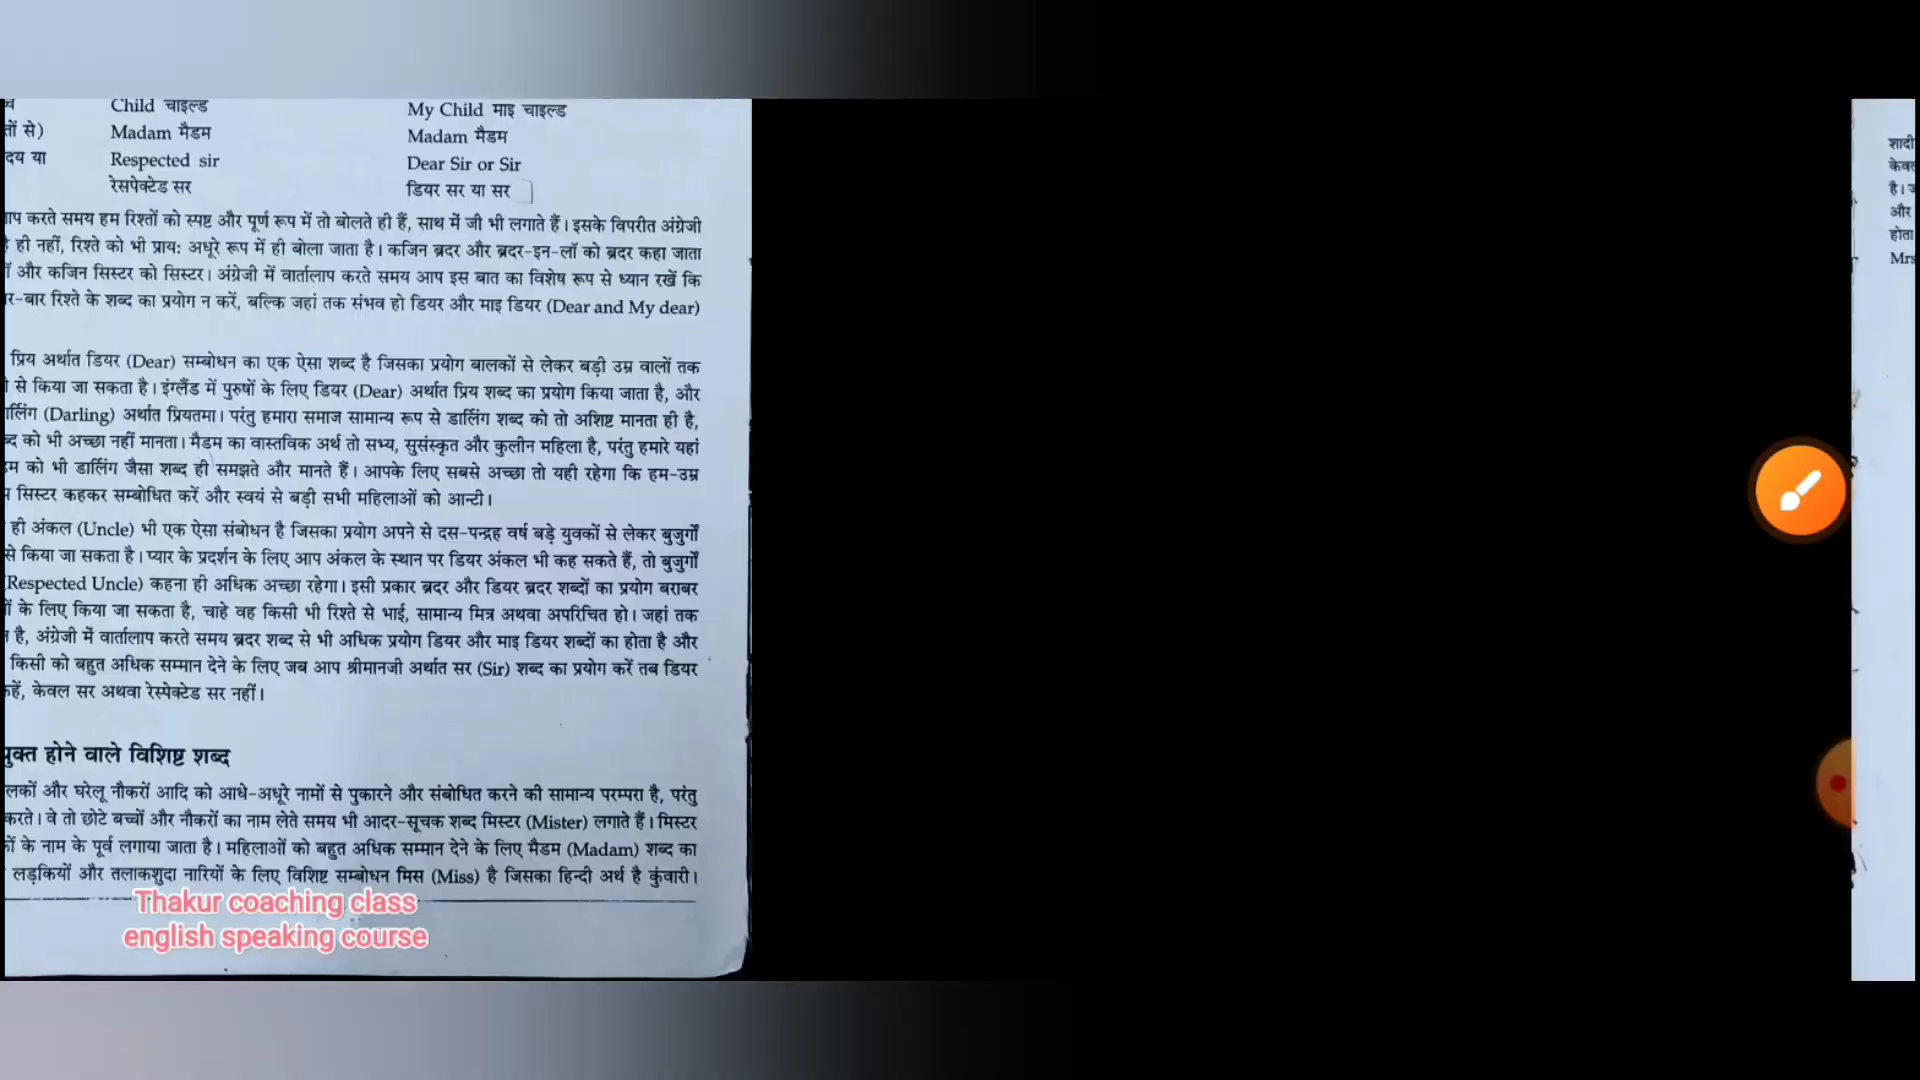 Child चाइल्ड My Child माइ चाइल्ड
तों से) Madam मैडम Madam मैडम
दय या Respected sir Dear Sir or Sir
रेसपेक्टेड सर डियर सर या सर
करते समय हम रिश्तों को स्पष्ट और पूर्ण रूप में तो बोलते ही हैं, साथ में जी भी लगाते हैं। इसके विपरीत अंग्रेजी
ही नहीं, रिश्ते को भी प्राय: अधूरे रूप में ही बोला जाता है। कजिन ब्रदर और ब्रदर-इन-लॉ को ब्रदर कहा जाता
और कजिन सिस्टर को सिस्टर। अंग्रेजी में वार्तालाप करते समय आप इस बात का विशेष रूप से ध्यान रखें कि
र-बार रिश्ते के शब्द का प्रयोग न करें, बल्कि जहां तक संभव हो डियर और माइ डियर (Dear and My dear)
प्रिय अर्थात डियर (Dear) सम्बोधन का एक ऐसा शब्द है जिसका प्रयोग बालकों से लेकर बड़ी उम्र वालों तक
से किया जा सकता है। इंग्लैंड में पुरुषों के लिए डियर (Dear) अर्थात प्रिय शब्द का प्रयोग किया जाता है, और
र्लिंग (Darling) अर्थात प्रियतमा। परंतु हमारा समाज सामान्य रूप से डार्लिंग शब्द को तो अशिष्ट मानता ही है,
ब्द को भी अच्छा नहीं मानता। मैडम का वास्तविक अर्थ तो सभ्य, सुसंस्कृत और कुलीन महिला है, परंतु हमारे यहां
को भी डार्लिंग जैसा शब्द ही समझते और मानते हैं। आपके लिए सबसे अच्छा तो यही रहेगा कि हम-उम्र
सिस्टर कहकर सम्बोधित करें और स्वयं से बड़ी सभी महिलाओं को आन्टी।
ही अंकल (Uncle) भी एक ऐसा संबोधन है जिसका प्रयोग अपने से दस-पन्द्रह वर्ष बड़े युवकों से लेकर बुजुर्गों
से किया जा सकता है। प्यार के प्रदर्शन के लिए आप अंकल के स्थान पर डियर अंकल भी कह सकते हैं, तो बुजुर्गों
(Respected Uncle) कहना ही अधिक अच्छा रहेगा। इसी प्रकार ब्रदर और डियर ब्रदर शब्दों का प्रयोग बराबर
के लिए किया जा सकता है, चाहे वह किसी भी रिश्ते से भाई, सामान्य मित्र अथवा अपरिचित हो। जहां तक
है, अंग्रेजी में वार्तालाप करते समय ब्रदर शब्द से भी अधिक प्रयोग डियर और माइ डियर शब्दों का होता है और
किसी को बहुत अधिक सम्मान देने के लिए जब आप श्रीमानजी अर्थात सर (Sir) शब्द का प्रयोग करें तब डियर
कहें, केवल सर अथवा रेस्पेक्टेड सर नहीं।
युक्त होने वाले विशिष्ट शब्द
लकों और घरेलू नौकरों आदि को आधे-अधूरे नामों से पुकारने और संबोधित करने की सामान्य परम्परा है, परंतु
करते। वे तो छोटे बच्चों और नौकरों का नाम लेते समय भी आदर-सूचक शब्द मिस्टर (Mister) लगाते हैं। मिस्टर
के नाम के पूर्व लगाया जाता है। महिलाओं को बहुत अधिक सम्मान देने के लिए मैडम (Madam) शब्द का
लड़कियों और तलाकशुदा नारियों के लिए विशिष्ट सम्बोधन मिस (Miss) है जिसका हिन्दी अर्थ है कुंवारी।
Thakur coaching class
english speaking course
शादी
केवल
है।
और
होता
Mrs